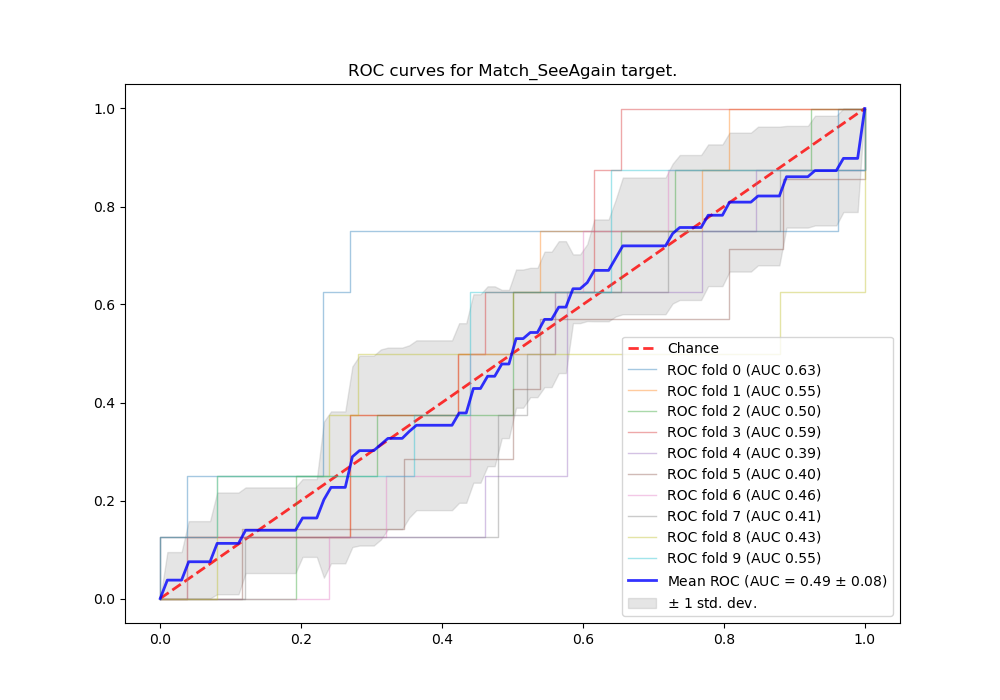 ROC curves for Match_SeeAgain target.
1.0
0.8
0.6
0.4
0.2
0.0
0.0 0.2 0.4 0.6 0.8 1.0
Chance
ROC fold 0 (AUC 0.63)
ROC fold 1 (AUC 0.55)
ROC fold 2 (AUC 0.50)
ROC fold 3 (AUC 0.59)
ROC fold 4 (AUC 0.39)
ROC fold 5 (AUC 0.40)
ROC fold 6 (AUC 0.46)
ROC fold 7 (AUC 0.41)
ROC fold 8 (AUC 0.43)
ROC fold 9 (AUC 0.55)
Mean ROC (AUC = 0.49 ± 0.08)
± 1 std. dev.